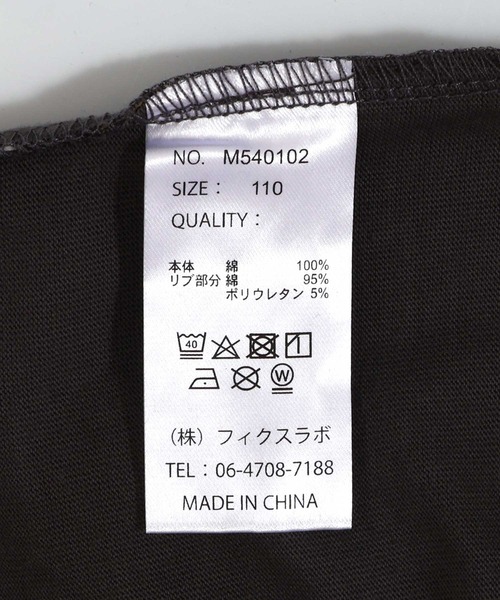 NO. M540102
SIZE： 110
QUALITY：
本体 綿 100%
リブ部分 綿 95%
ポリウレタン 5%
40
W
（株）フィクスラボ
TEL：06-4708-7188
MADE IN CHINA